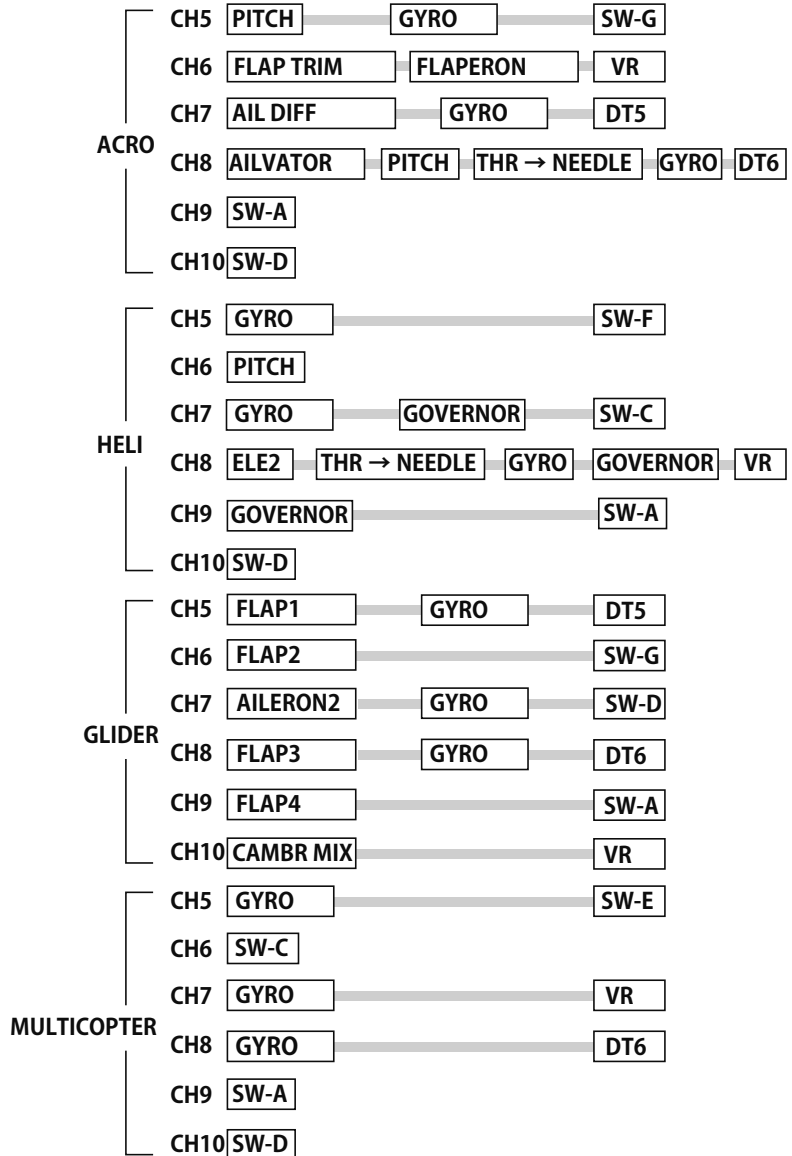 CH5 PITCH GYRO SW-G
CH6 FLAP TRIM FLAPERON VR
CH7 AIL DIFF GYRO DT5
ACRO
CH8 AILVATOR PITCH THR → NEEDLE GYRO DT6
CH9 SW-A
CH10 SW-D
CH5 GYRO SW-F
CH6 PITCH
CH7 GYRO GOVERNOR SW-C
HELI
CH8 ELE2 THR → NEEDLE GYRO GOVERNOR VR
CH9 GOVERNOR SW-A
CH10 SW-D
CH5 FLAP1 GYRO DT5
CH6 FLAP2 SW-G
CH7 AILERON2 GYRO SW-D
GLIDER
CH8 FLAP3 GYRO DT6
CH9 FLAP4 SW-A
CH10 CAMBR MIX VR
CH5 GYRO SW-E
CH6 SW-C
CH7 GYRO VR
MULTICOPTER
CH8 GYRO DT6
CH9 SW-A
CH10 SW-D